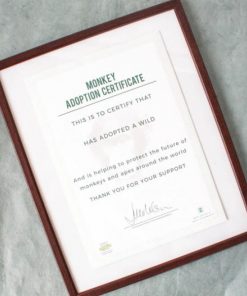 MONKEY
ADOPTION CERTIFICATE
THIS IS TO CERTIFY THAT
HAS ADOPTED A WILD
And is helping to protect the future of
monkeys and apes around the world
THANK YOU FOR YOUR SUPPORT